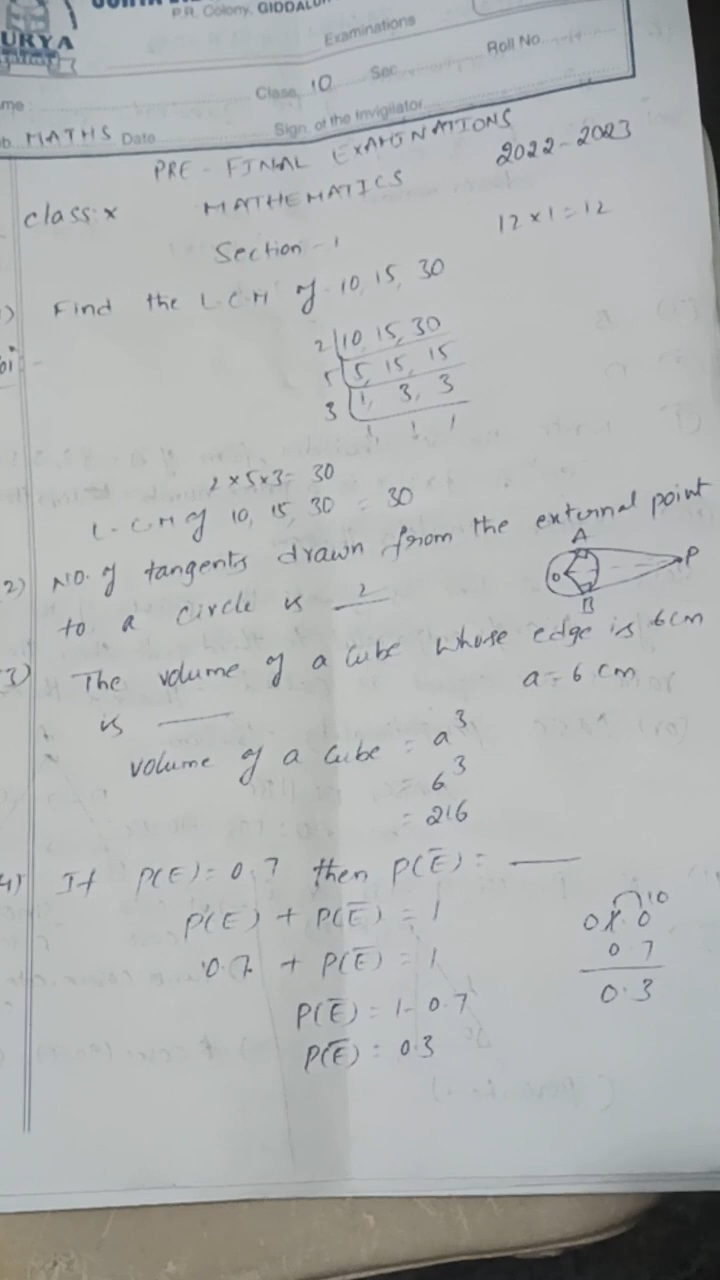 P.R. Colony, GIDDALUR
URYA
Examinations
Class 10 Sec Roll No
MATHS Date Sign. of the Invigilator
PRE - FINAL EXAMINATIONS
class: x MATHEMATICS 2022-2023
Section - 1 12 x 1 = 12
Find the L.C.M of 10, 15, 30
2 | 10, 15, 30
5 | 5, 15, 15
3 | 1, 3, 3
1 1 1
2 x 5 x 3 = 30
L.C.M of 10, 15, 30 = 30
2) NO. of tangents drawn from the external point
to a circle is 2
A
O
P
B
3) The volume of a cube whose edge is 6 cm
is ___ a = 6 cm
volume of a cube = a³
= 6³
= 216
4) If P(E) = 0.7 then P(E̅) = ___
P(E) + P(E̅) = 1
0.7 + P(E̅) = 1
P(E̅) = 1 - 0.7
P(E̅) = 0.3
10
0 1. 0
0 7
0.3